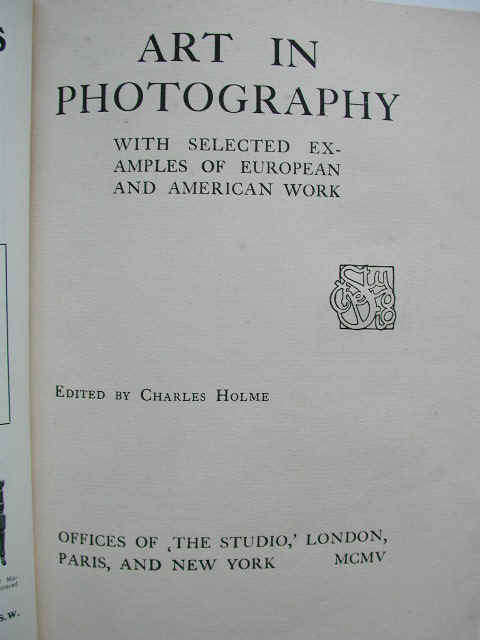 ART IN
PHOTOGRAPHY
WITH SELECTED EX-
AMPLES OF EUROPEAN
AND AMERICAN WORK
EDITED BY CHARLES HOLME
OFFICES OF ‚THE STUDIO,’ LONDON,
PARIS, AND NEW YORK MCMV
S.W.